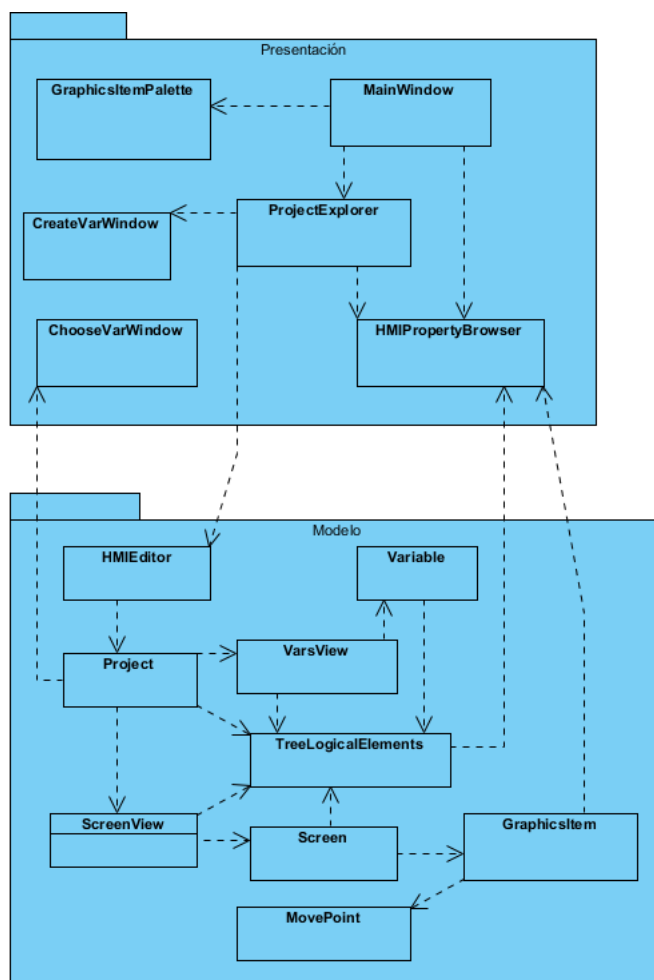 Presentación
GraphicsItemPalette
MainWindow
CreateVarWindow
ProjectExplorer
ChooseVarWindow
HMIPropertyBrowser
Modelo
HMIEditor
Variable
Project
VarsView
TreeLogicalElements
ScreenView
Screen
GraphicsItem
MovePoint